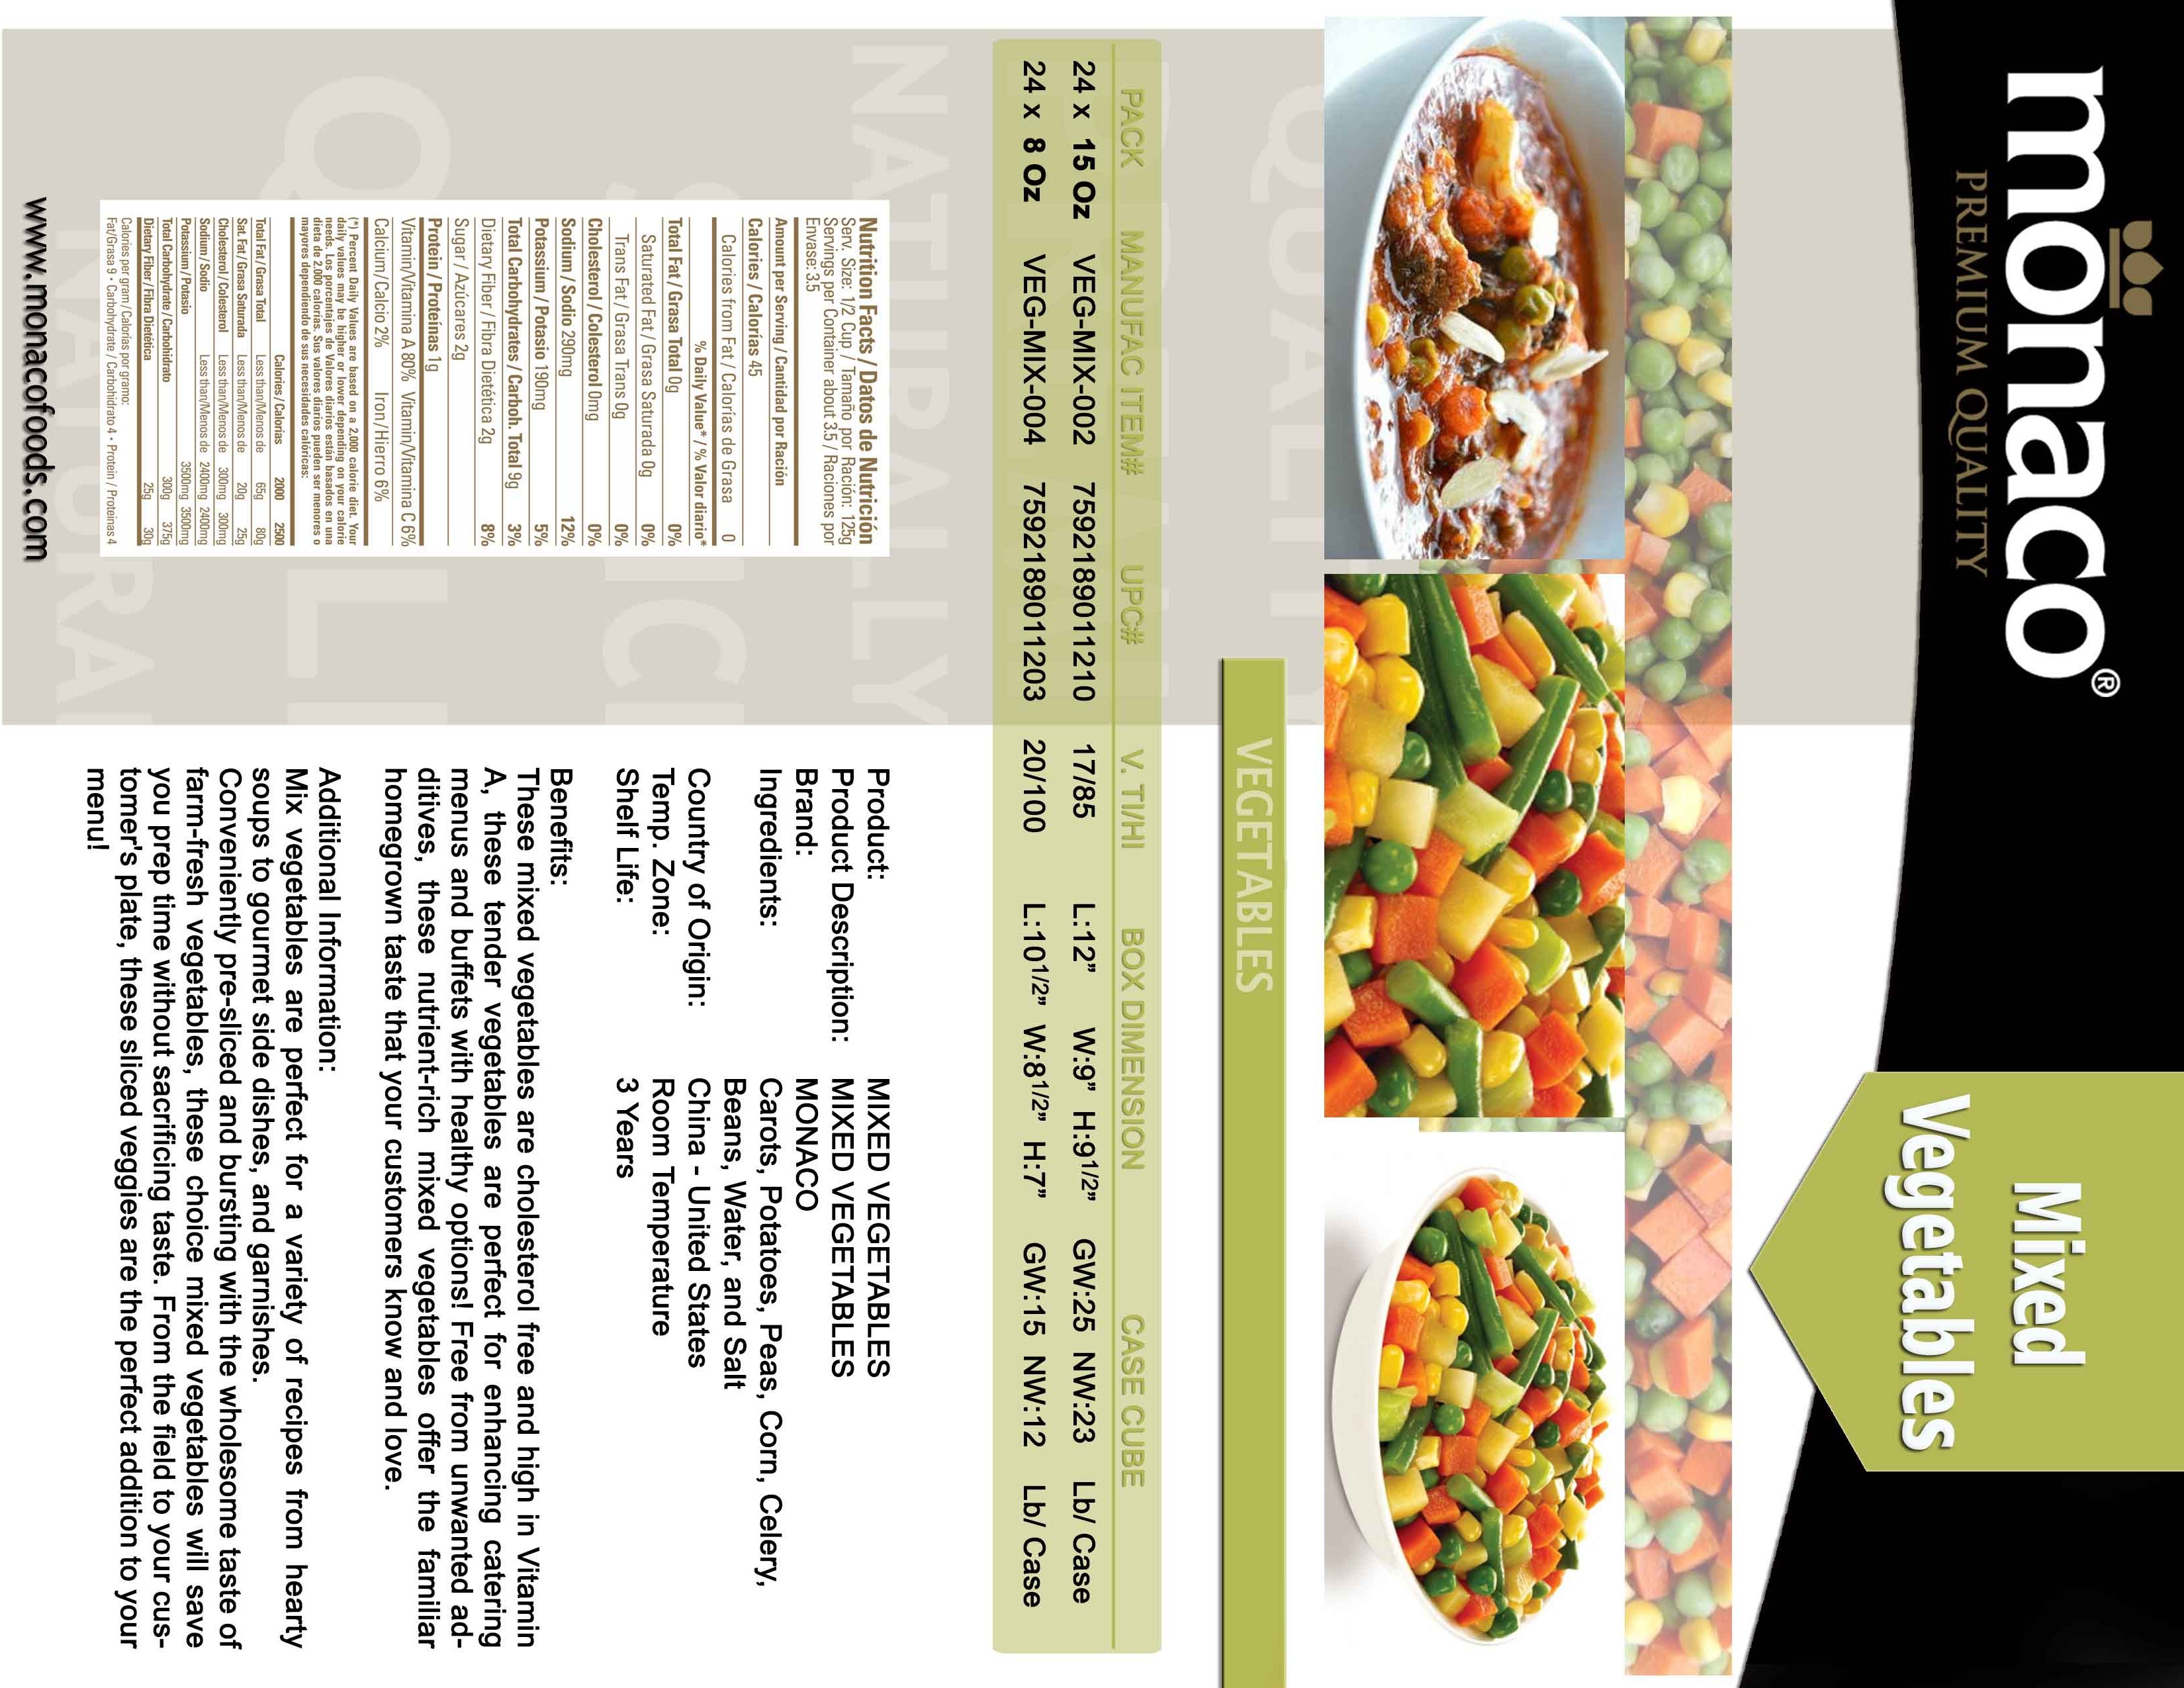 monaco®
PREMIUM QUALITY
Mixed
Vegetables
QUALITY
VEGETABLES
PREMI
PACK MANUFAC ITEM# UPC# V. TI/HI BOX DIMENSION CASE CUBE
24 x 15 Oz VEG-MIX-002 7592189011210 17/85 L:12” W:9” H:91/2” GW:25 NW:23 Lb/ Case
24 x 8 Oz VEG-MIX-004 7592189011203 20/100 L:101/2” W:81/2” H:7” GW:15 NW:12 Lb/ Case
NATURALLY
Nutrition Facts / Datos de Nutrición
Serv. Size: 1/2 Cup / Tamaño por Ración: 125g
Servings per Container about 3.5 / Raciones por
Envase: 3.5
Amount per Serving / Cantidad por Ración
Calories / Calorías 45
Calories from Fat / Calorías de Grasa 0
% Daily Value* / % Valor diario*
Total Fat / Grasa Total 0g 0%
Saturated Fat / Grasa Saturada 0g 0%
Trans Fat / Grasa Trans 0g 0%
Cholesterol / Colesterol 0mg 0%
Sodium / Sodio 290mg 12%
Potassium / Potasio 190mg 5%
Total Carbohydrates / Carboh. Total 9g 3%
Dietary Fiber / Fibra Dietética 2g 8%
Sugar / Azúcares 2g
Protein / Proteínas 1g
Vitamin/Vitamina A 80% Vitamin/Vitamina C 6%
Calcium/Calcio 2% Iron/Hierro 6%
(*) Percent Daily Values are based on a 2,000 calorie diet. Your
daily values may be higher or lower depending on your calorie
needs. Los porcentajes de Valores diarios están basados en una
dieta de 2.000 calorías. Sus valores diarios pueden ser menores o
mayores dependiendo de sus necesidades calóricas:
Calories / Calorías 2000 2500
Total Fat / Grasa Total Less than/Menos de 65g 80g
Sat. Fat / Grasa Saturada Less than/Menos de 20g 25g
Cholesterol / Colesterol Less than/Menos de 300mg 300mg
Sodium / Sodio Less than/Menos de 2400mg 2400mg
Potassium / Potasio 3500mg 3500mg
Total Carbohydrate / Carbohidrato 300g 375g
Dietary Fiber / Fibra Dietética 25g 30g
Calories per gram / Calorías por gramo:
Fat/Grasa 9 • Carbohydrate / Carbohidrato 4 • Protein / Proteinas 4
www.monacofoods.com
Product: MIXED VEGETABLES
Product Description: MIXED VEGETABLES
Brand: MONACO
Ingredients: Carots, Potatoes, Peas, Corn, Celery,
Beans, Water, and Salt
Country of Origin: China - United States
Temp. Zone: Room Temperature
Shelf Life: 3 Years
Benefits:
These mixed vegetables are cholesterol free and high in Vitamin
A, these tender vegetables are perfect for enhancing catering
menus and buffets with healthy options! Free from unwanted ad-
ditives, these nutrient-rich mixed vegetables offer the familiar
homegrown taste that your customers know and love.
Additional Information:
Mix vegetables are perfect for a variety of recipes from hearty
soups to gourmet side dishes, and garnishes.
Conveniently pre-sliced and bursting with the wholesome taste of
farm-fresh vegetables, these choice mixed vegetables will save
you prep time without sacrificing taste. From the field to your cus-
tomer's plate, these sliced veggies are the perfect addition to your
menu!